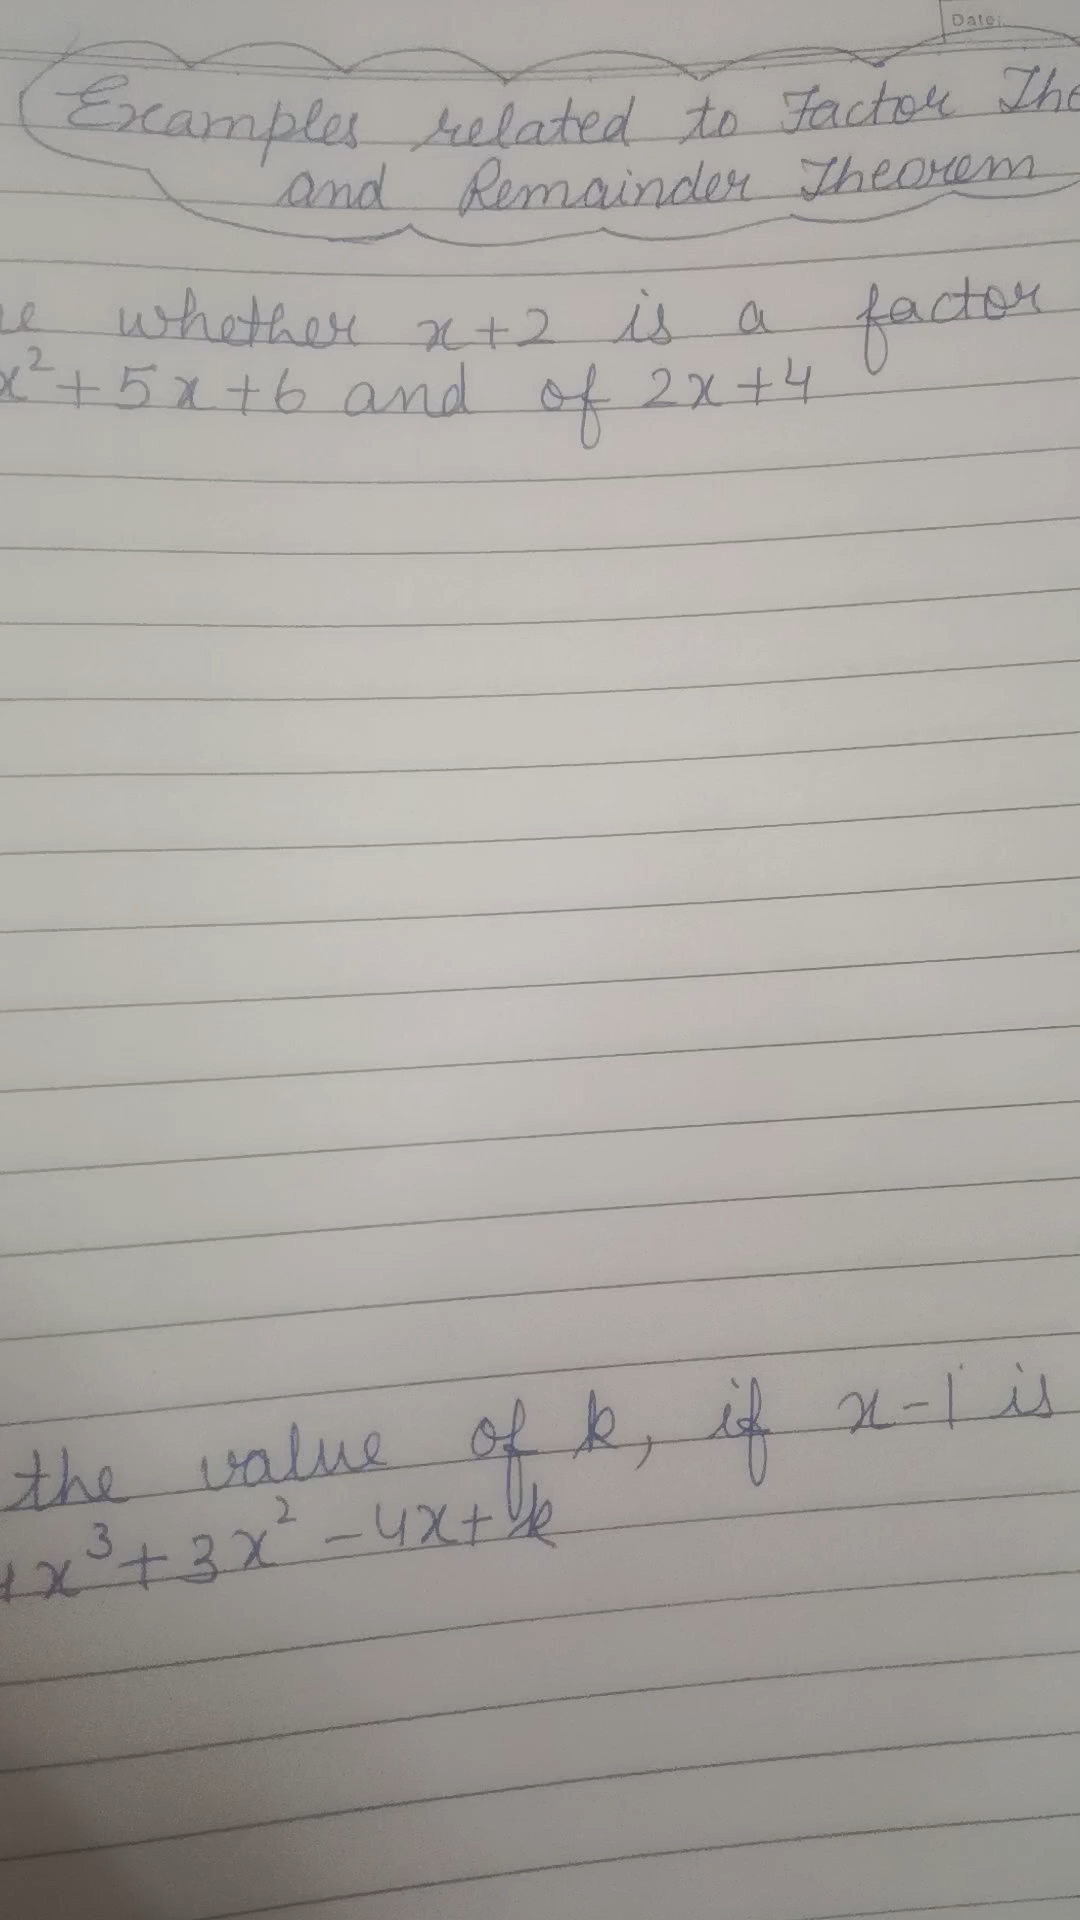 Date:
Examples related to Factor
and Remainder Theorem
whether x+2 is a factor
x²+5x+6 and of 2x+4
the value of k, if x-1 is
x³+3x²-4x+k